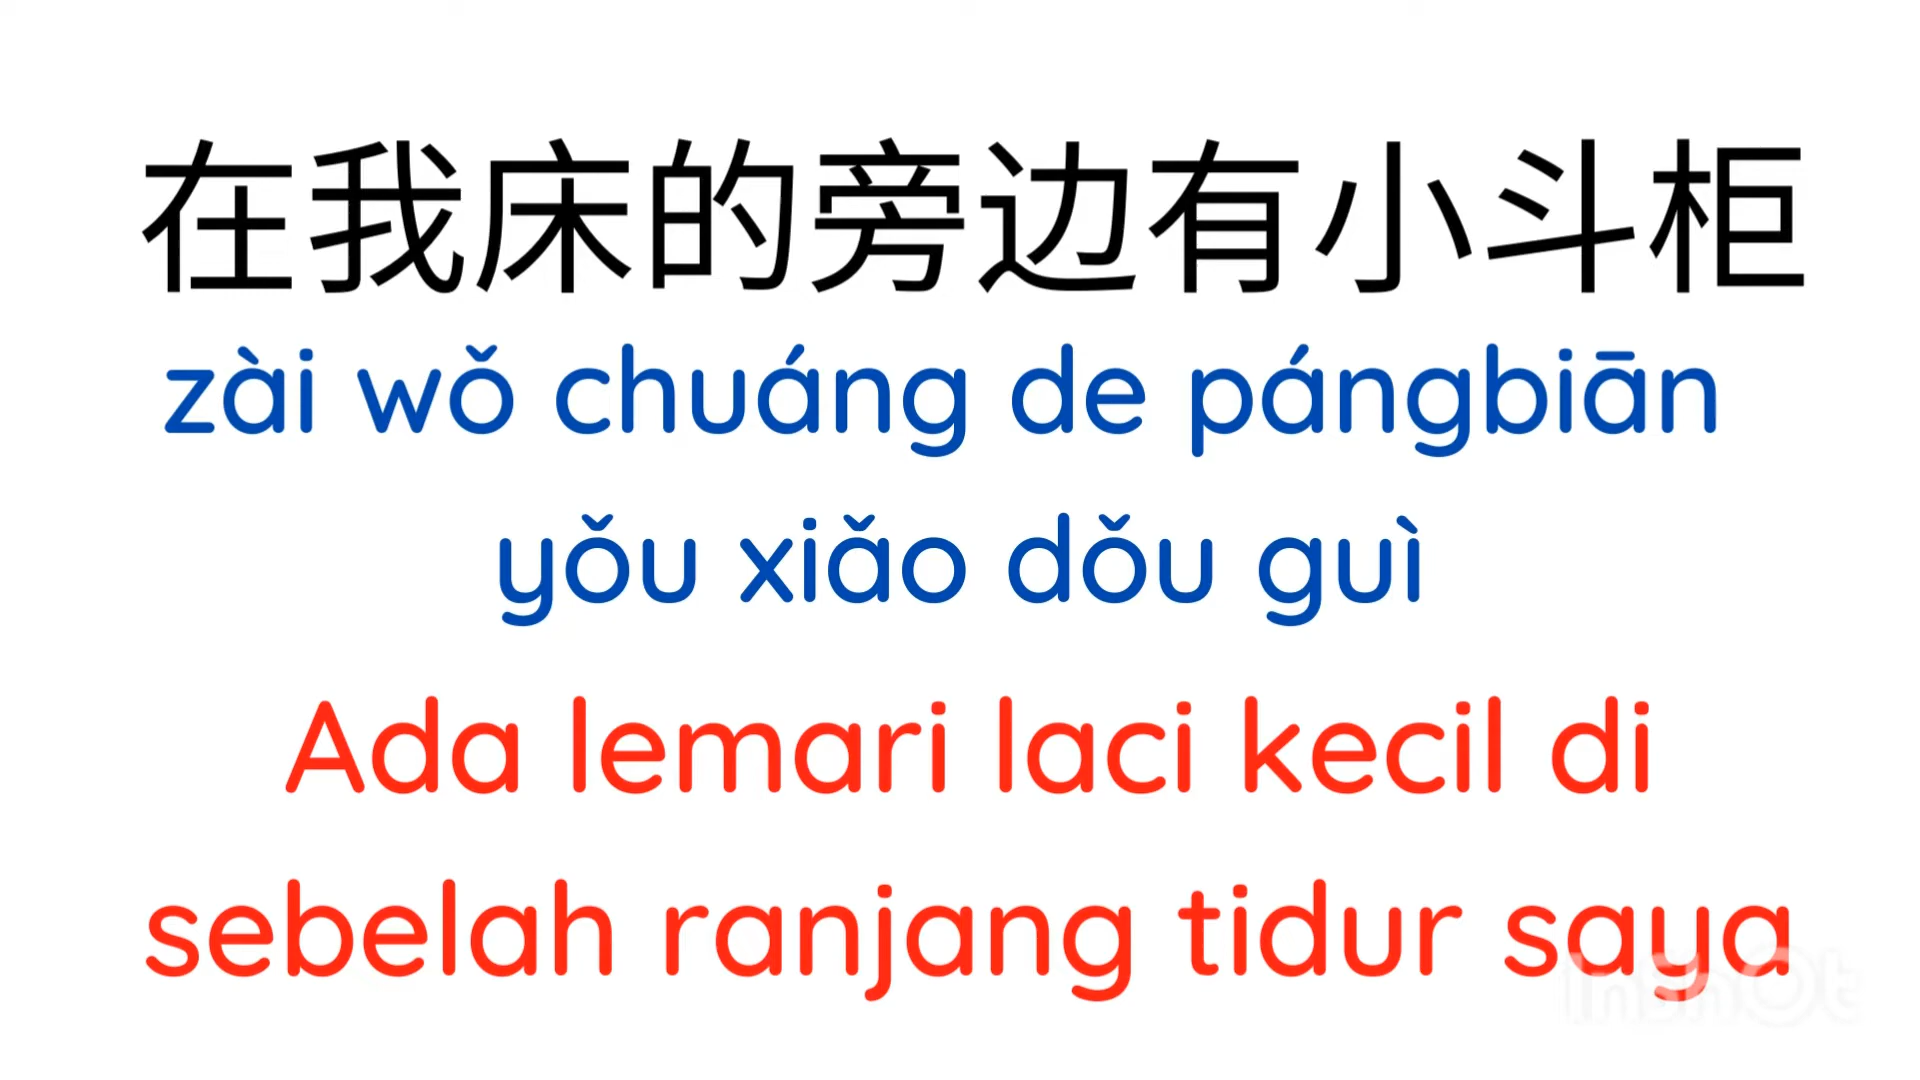 在我床的旁边有小斗柜
zài wǒ chuáng de pángbiān
yǒu xiǎo dǒu guì
Ada lemari laci kecil di
sebelah ranjang tidur saya
InShOt